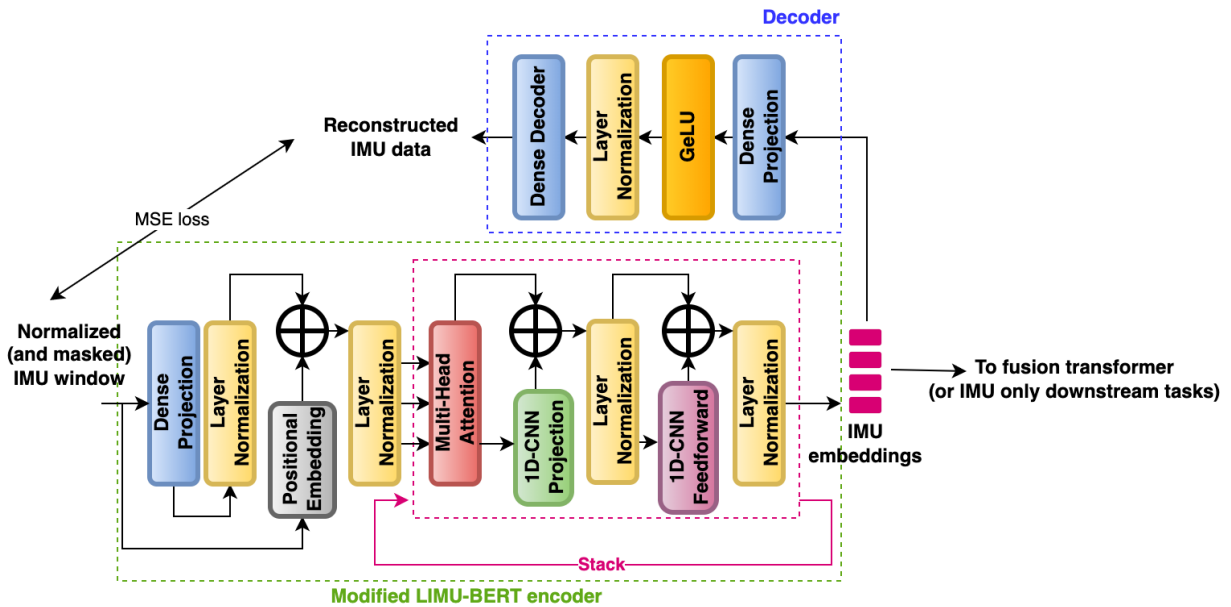 Decoder
Dense Decoder
Layer
Normalization
GeLU
Dense
Projection
Reconstructed
IMU data
MSE loss
Normalized
(and masked)
IMU window
Dense
Projection
Layer
Normalization
Positional
Embedding
Layer
Normalization
Multi-Head
Attention
1D-CNN
Projection
Layer
Normalization
1D-CNN
Feedforward
Layer
Normalization
IMU
embeddings
To fusion transformer
(or IMU only downstream tasks)
Stack
Modified LIMU-BERT encoder